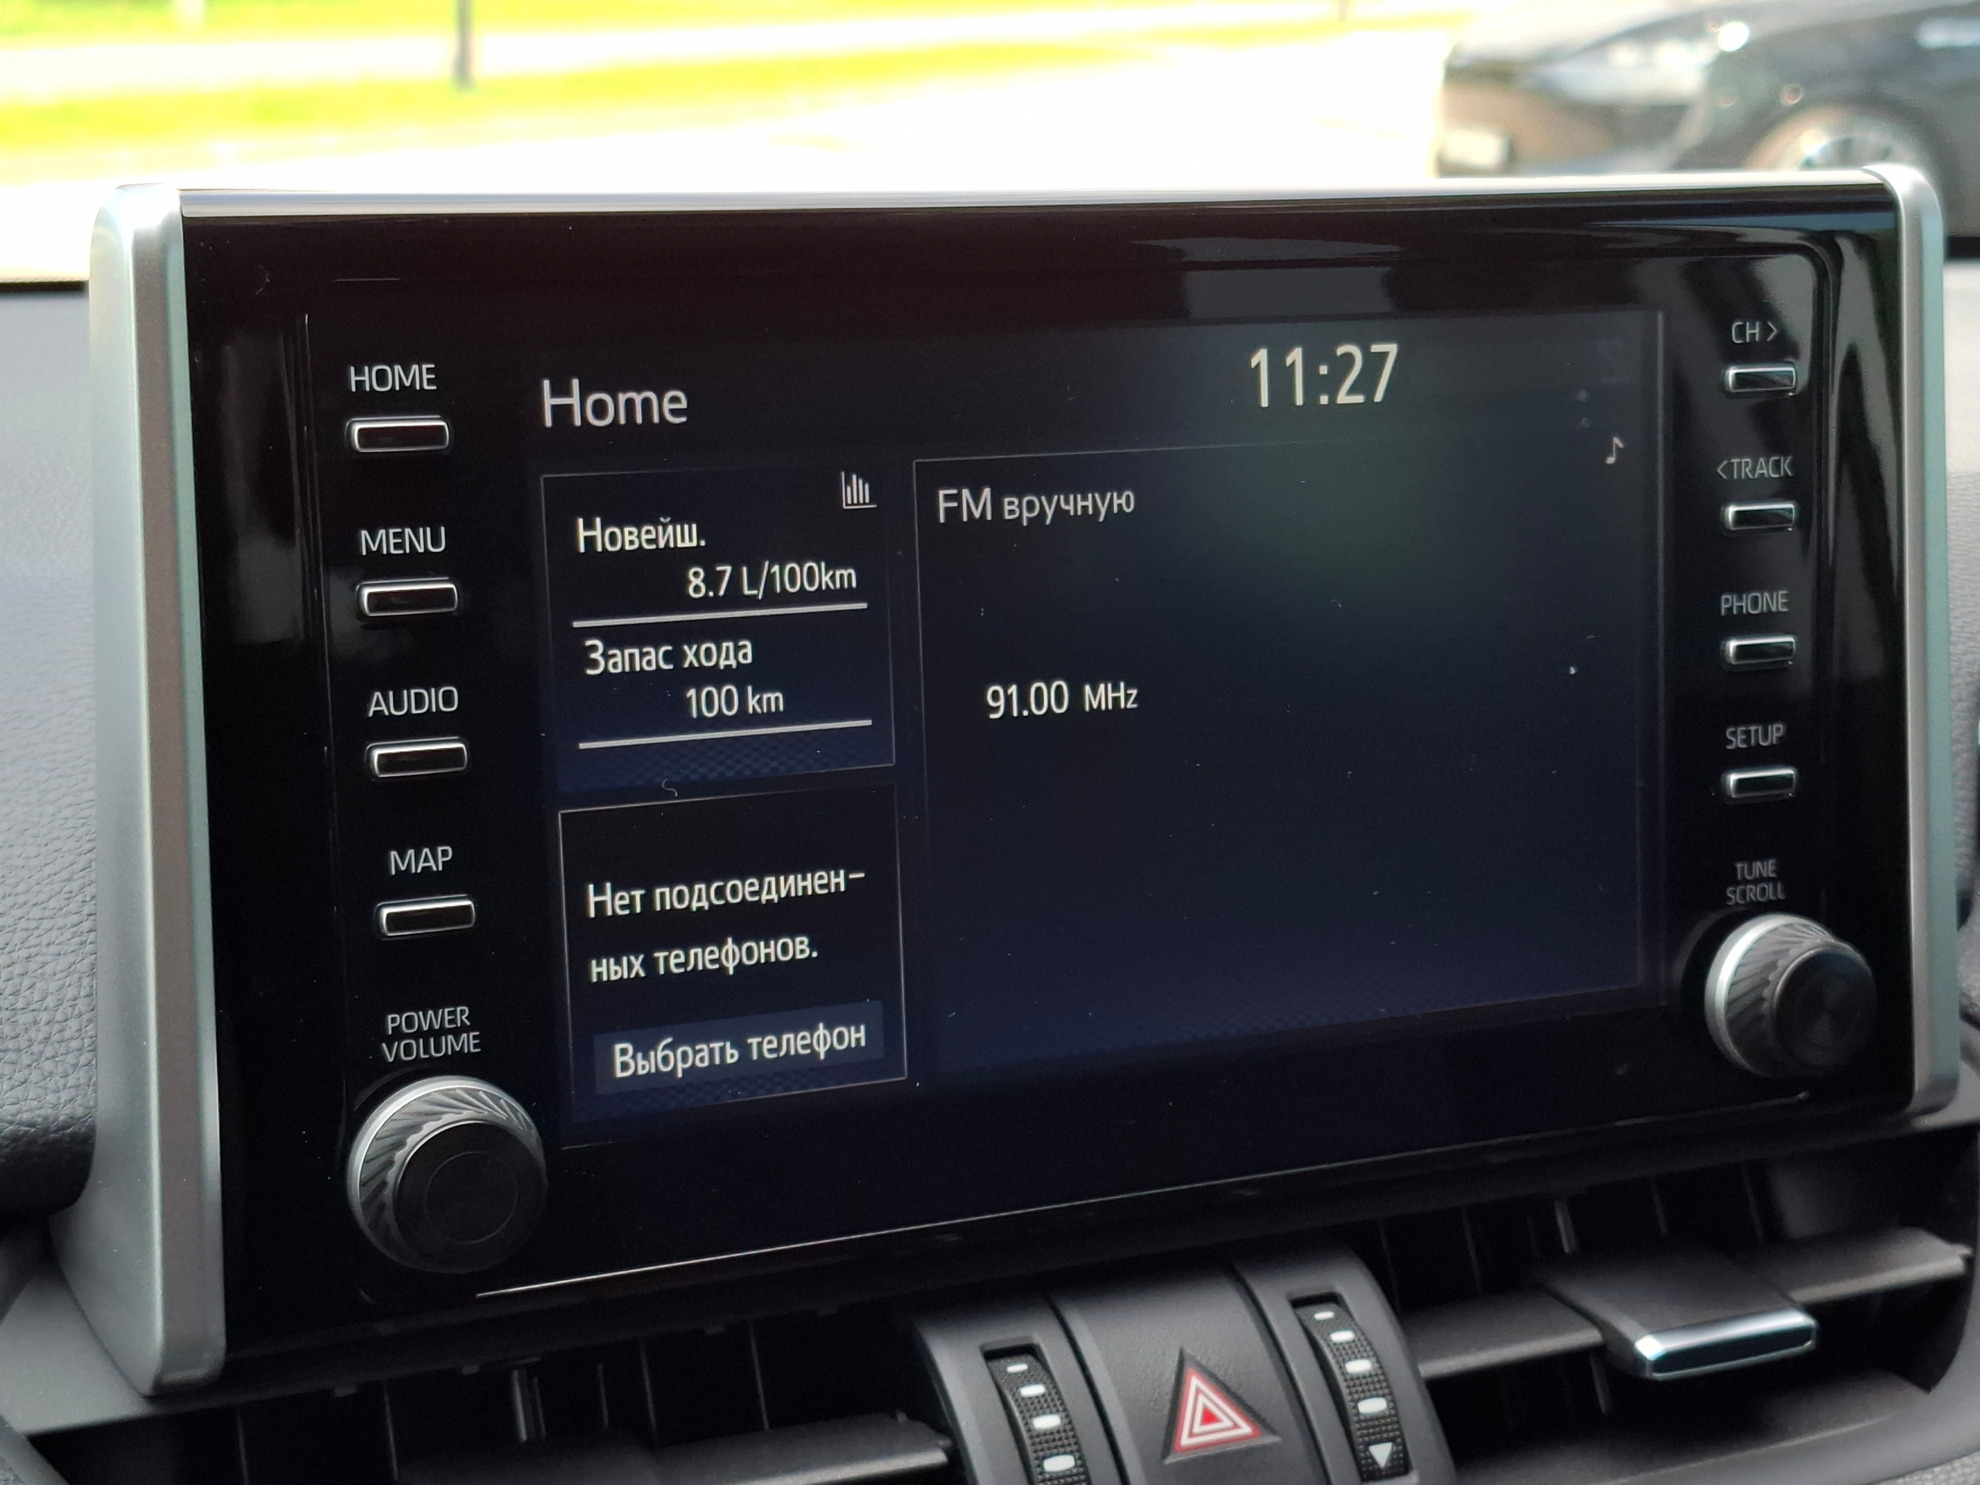 HOME
MENU
AUDIO
MAP
POWER
VOLUME
Home
11:27
Новейш.
8.7 L/100km
Запас хода
100 km
Нет подсоединен-
ных телефонов.
Выбрать телефон
FM вручную
91.00 MHz
CH >
< TRACK
PHONE
SETUP
TUNE
SCROLL